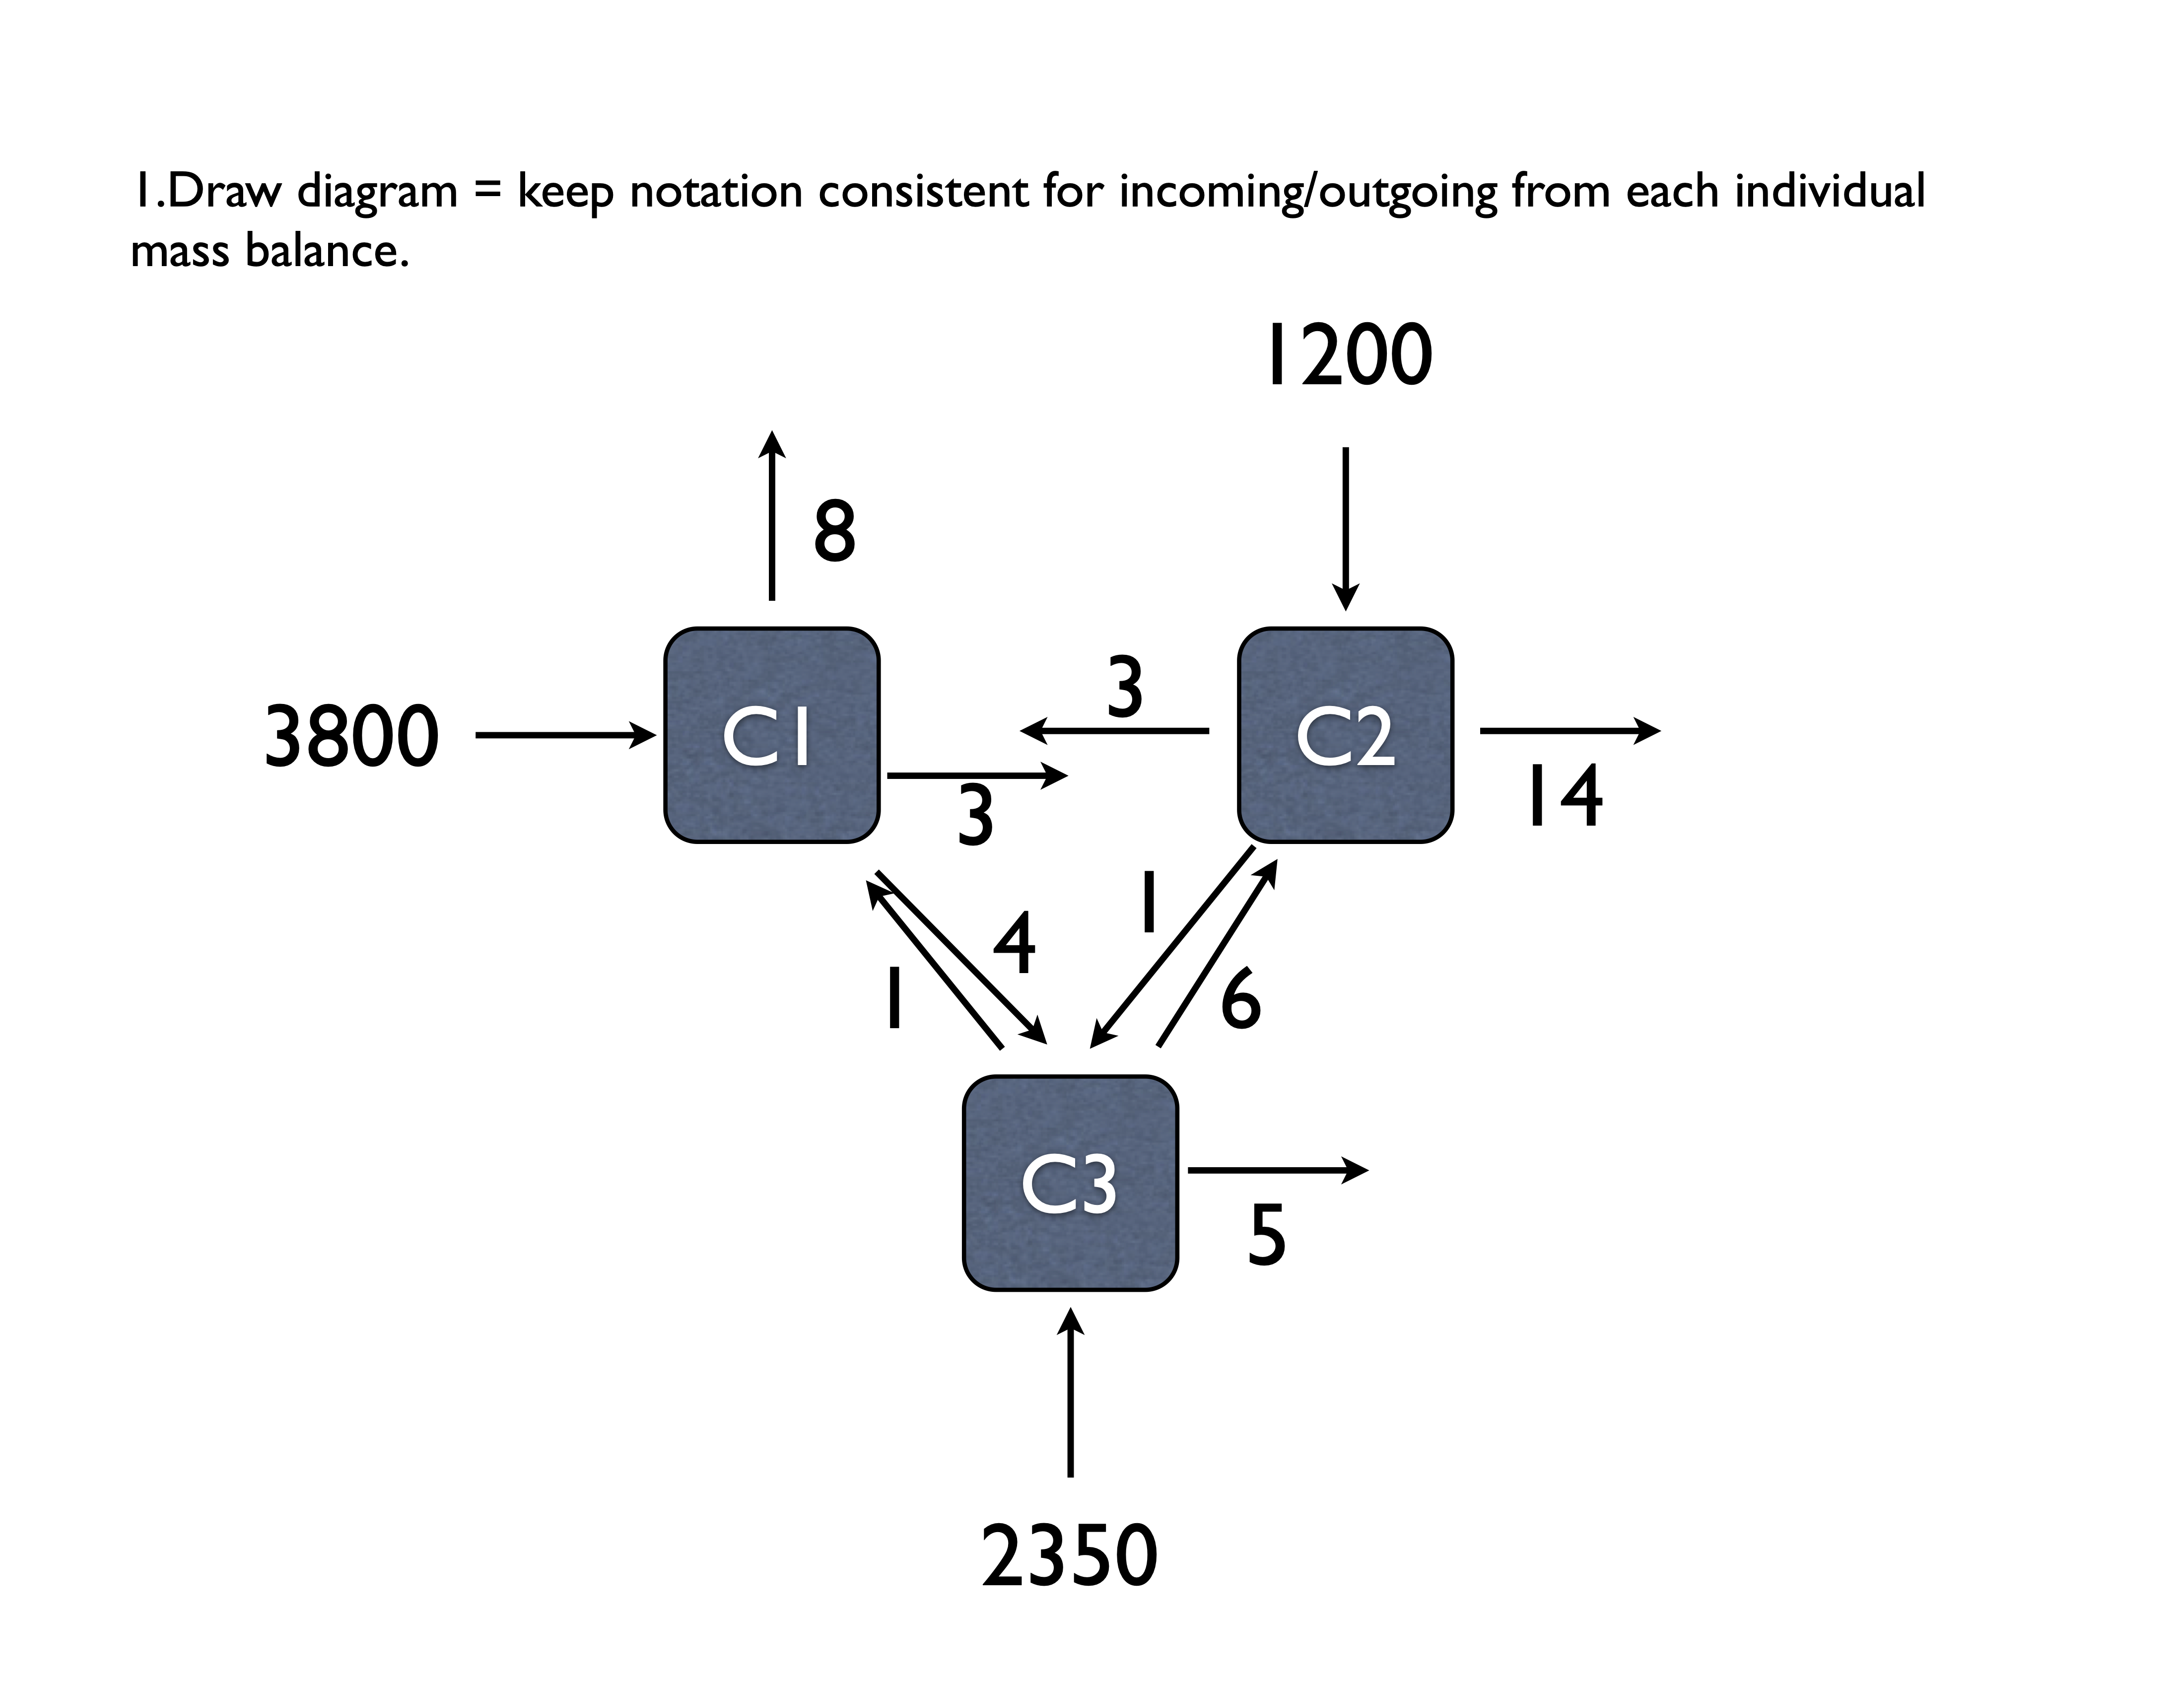 1.Draw diagram = keep notation consistent for incoming/outgoing from each individual
mass balance.
1200
8
3
3800
C1
C2
3
14
1
4
1
6
C3
5
2350